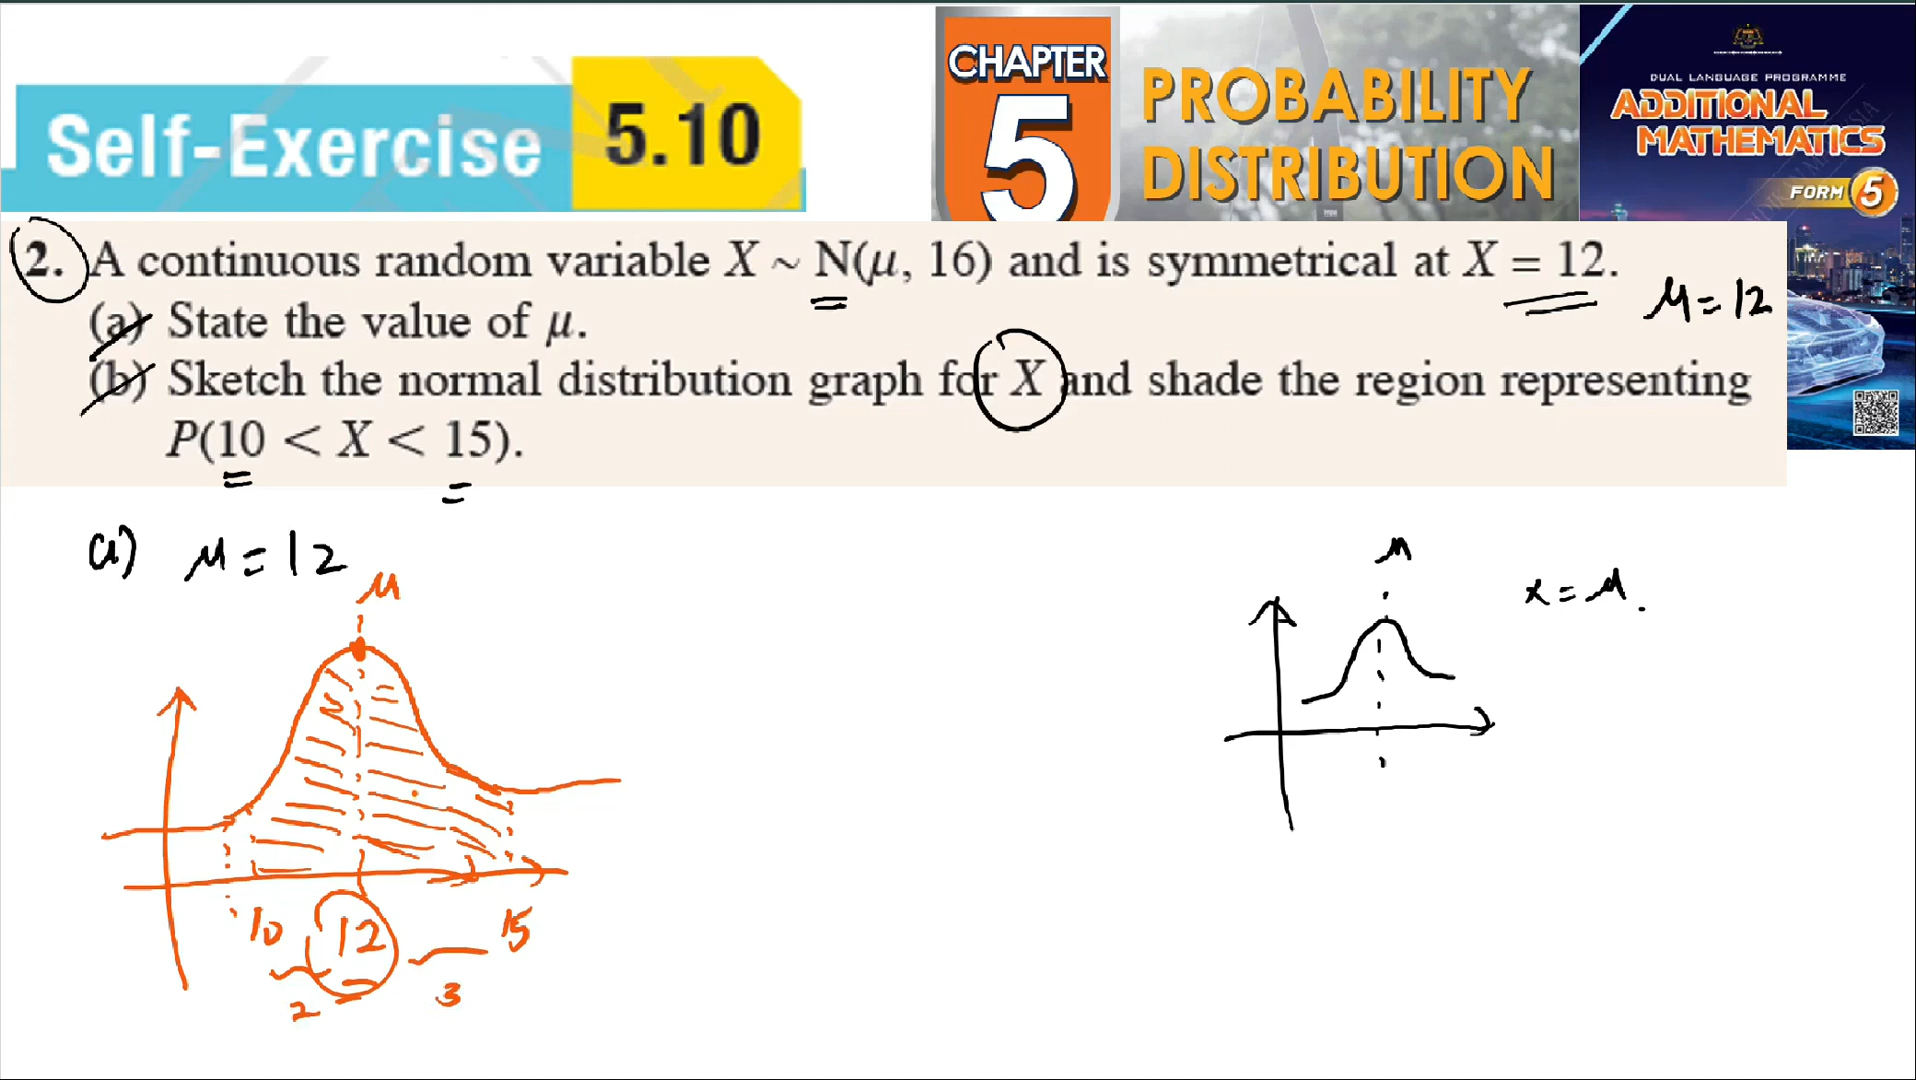 CHAPTER
5
PROBABILITY
DISTRIBUTION
DUAL LANGUAGE PROGRAMME
ADDITIONAL
MATHEMATICS
FORM 5
Self-Exercise 5.10
2. A continuous random variable X ~ N(μ, 16) and is symmetrical at X = 12.
μ = 12
(a) State the value of μ.
(b) Sketch the normal distribution graph for X and shade the region representing
P(10 < X < 15).
a) μ = 12
μ
10 12 15
2 3
μ
x = μ.